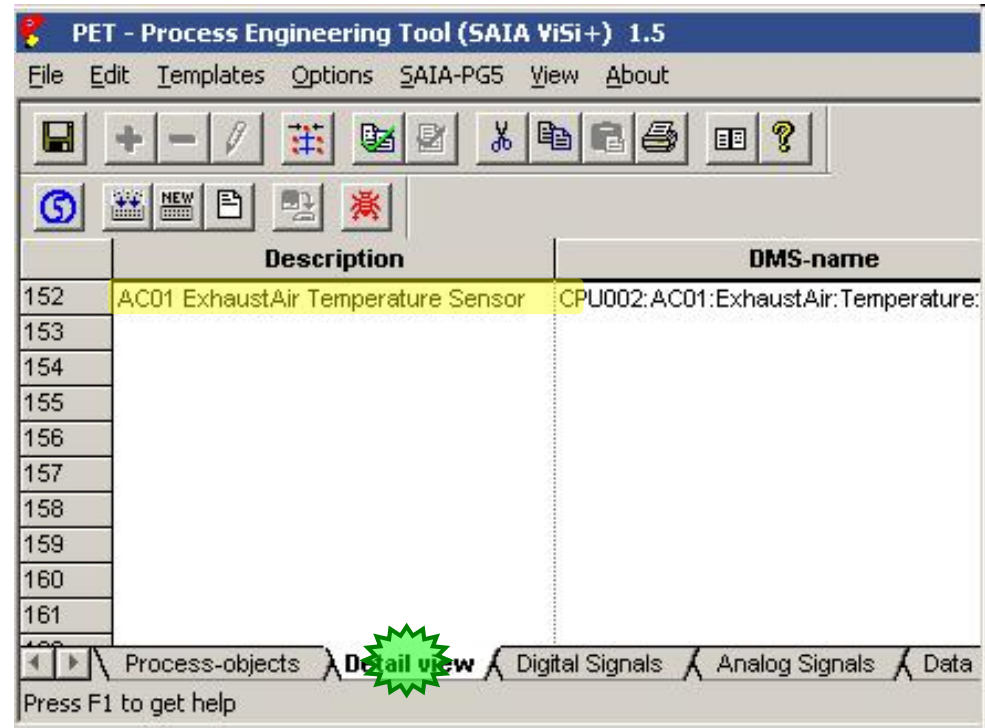 PET - Process Engineering Tool (SAIA ViSi+) 1.5
File Edit Templates Options SAIA-PG5 View About
NEW
Description DMS-name
152 AC01 ExhaustAir Temperature Sensor CPU002:AC01:ExhaustAir:Temperature:
153
154
155
156
157
158
159
160
161
Process-objects Detail view Digital Signals Analog Signals Data
Press F1 to get help